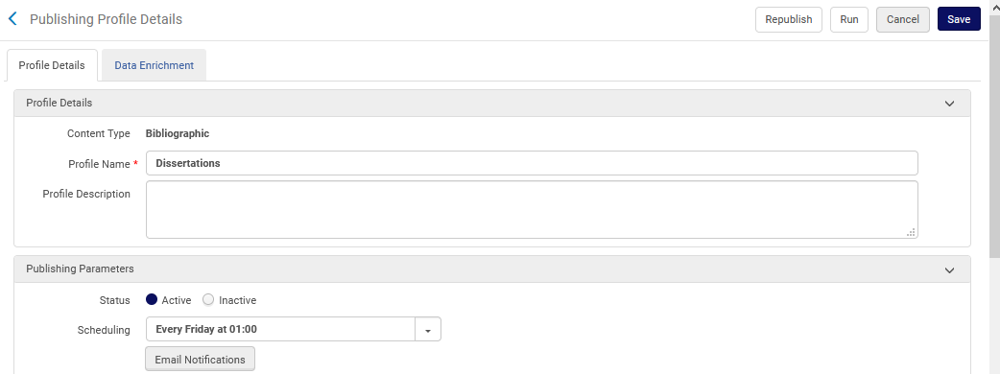 Publishing Profile Details
Republish Run Cancel Save
Profile Details Data Enrichment
Profile Details
Content Type Bibliographic
Profile Name * Dissertations
Profile Description
Publishing Parameters
Status Active Inactive
Scheduling Every Friday at 01:00
Email Notifications